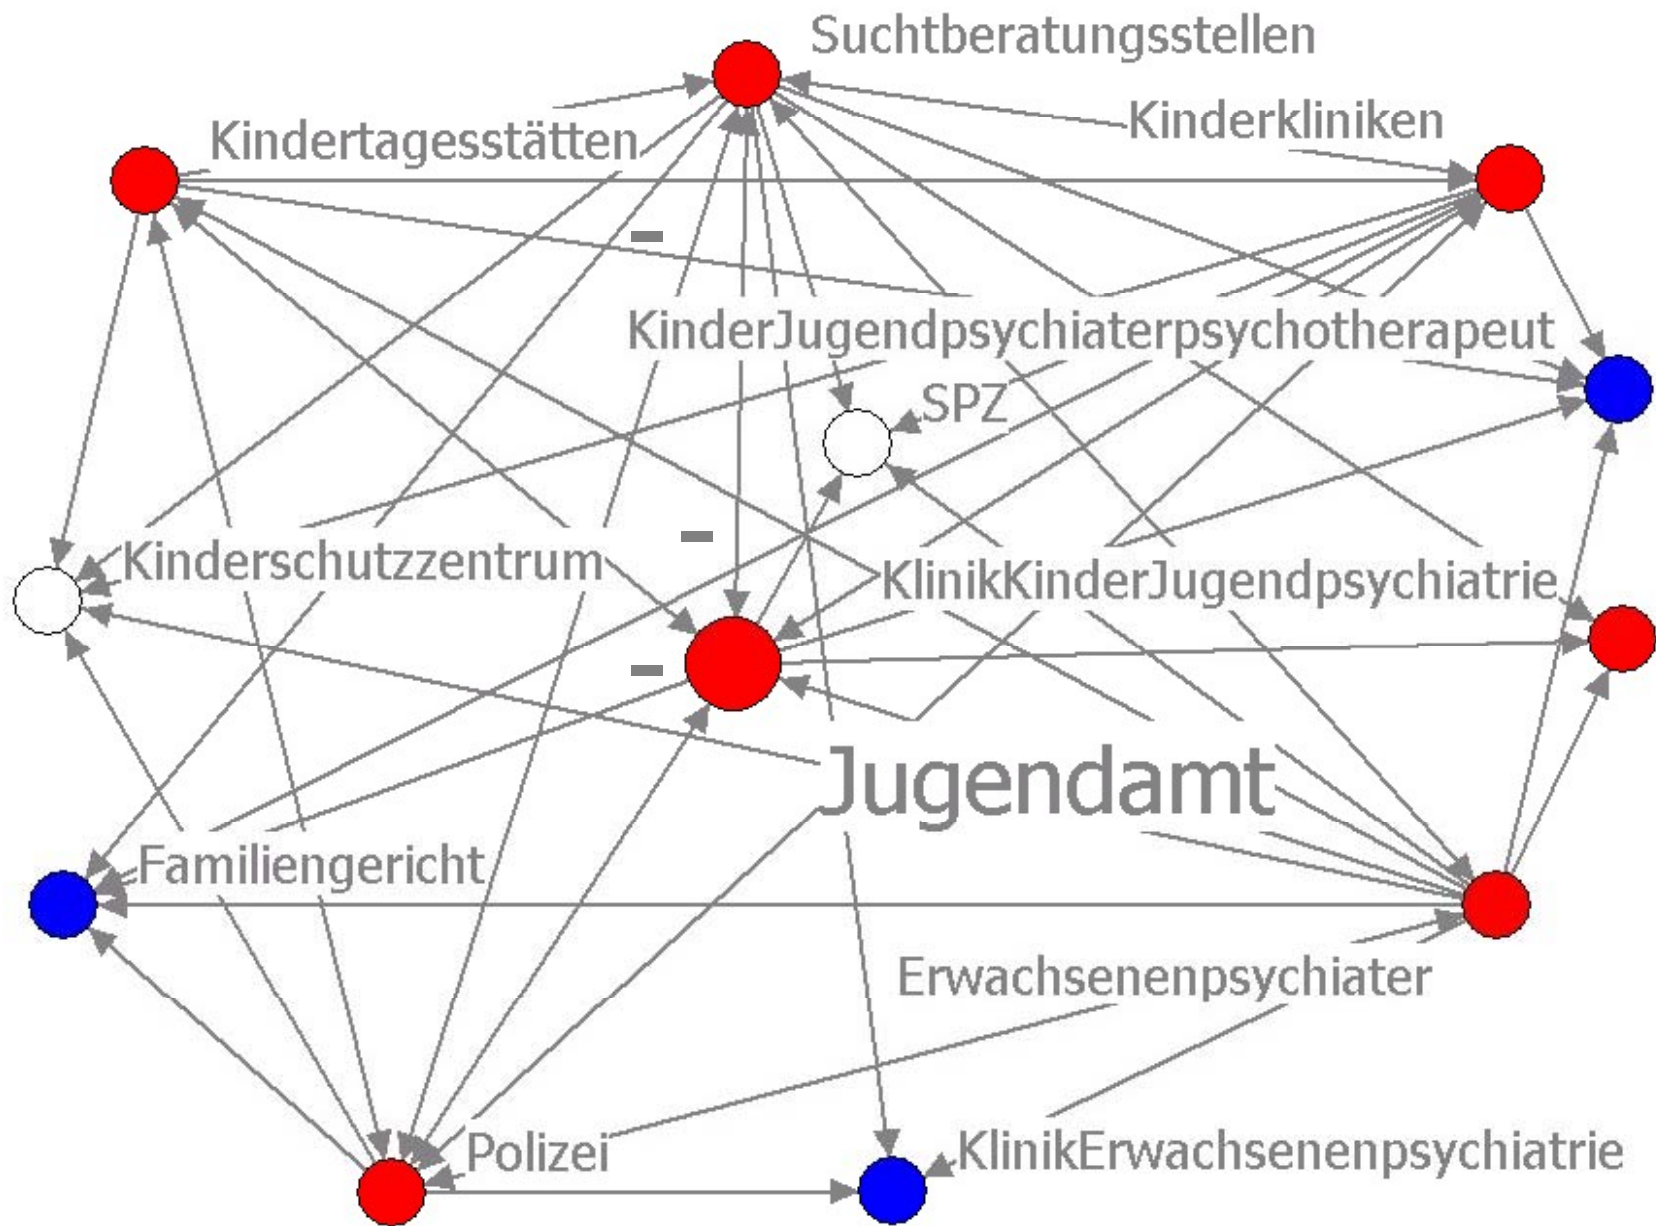 Suchtberatungsstellen
Kinderkliniken
Kindertagesstätten
KinderJugendpsychiaterpsychotherapeut
SPZ
Kinderschutzzentrum
KlinikKinderJugendpsychiatrie
Jugendamt
Familiengericht
Erwachsenenpsychiater
Polizei
KlinikErwachsenenpsychiatrie